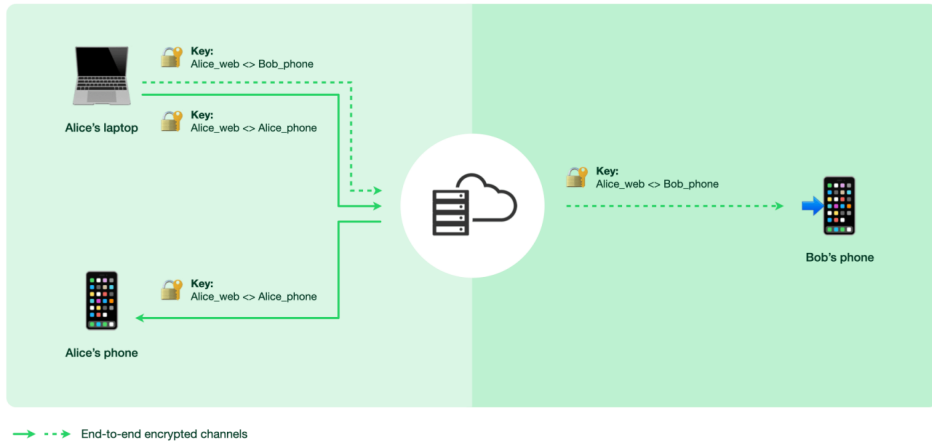 Key:
Alice_web <> Bob_phone
Alice's laptop
Key:
Alice_web <> Alice_phone
Key:
Alice_web <> Bob_phone
Bob's phone
Key:
Alice_web <> Alice_phone
Alice's phone
End-to-end encrypted channels